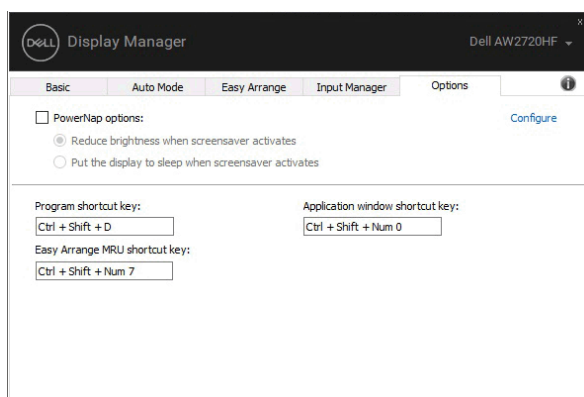 DELL Display Manager
Dell AW2720HF
x
Basic Auto Mode Easy Arrange Input Manager Options
PowerNap options: Configure
Reduce brightness when screensaver activates
Put the display to sleep when screensaver activates
Program shortcut key: Application window shortcut key:
Ctrl + Shift + D Ctrl + Shift + Num 0
Easy Arrange MRU shortcut key:
Ctrl + Shift + Num 7